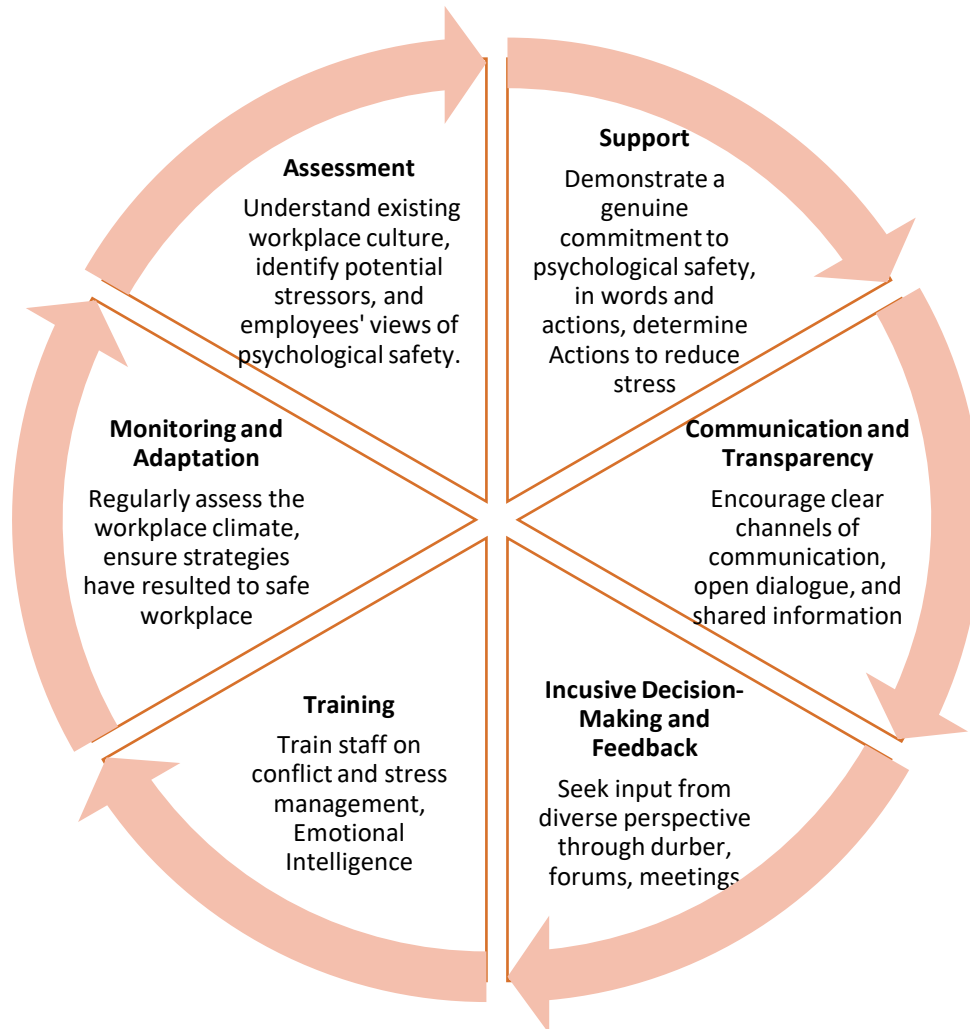 Assessment
Understand existing
workplace culture,
identify potential
stressors, and
employees' views of
psychological safety.
Support
Demonstrate a
genuine
commitment to
psychological safety,
in words and
actions, determine
Actions to reduce
stress
Communication and
Transparency
Encourage clear
channels of
communication,
open dialogue, and
shared information
Incusive Decision-
Making and
Feedback
Seek input from
diverse perspective
through durber,
forums, meetings
Training
Train staff on
conflict and stress
management,
Emotional
Intelligence
Monitoring and
Adaptation
Regularly assess the
workplace climate,
ensure strategies
have resulted to safe
workplace